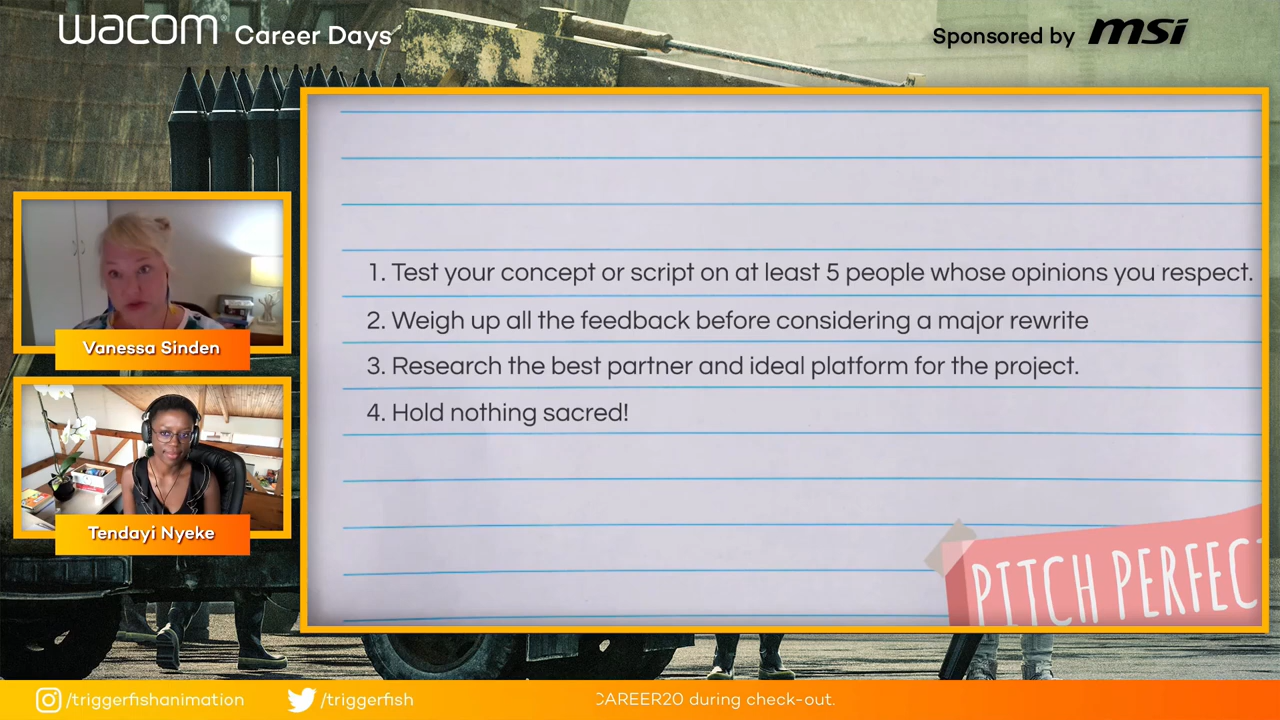 wacom Career Days
Sponsored by msi
1. Test your concept or script on at least 5 people whose opinions you respect.
2. Weigh up all the feedback before considering a major rewrite
3. Research the best partner and ideal platform for the project.
4. Hold nothing sacred!
PITCH PERFEC
Vanessa Sinden
Tendayi Nyeke
/triggerfishanimation
/triggerfish
CAREER20 during check-out.